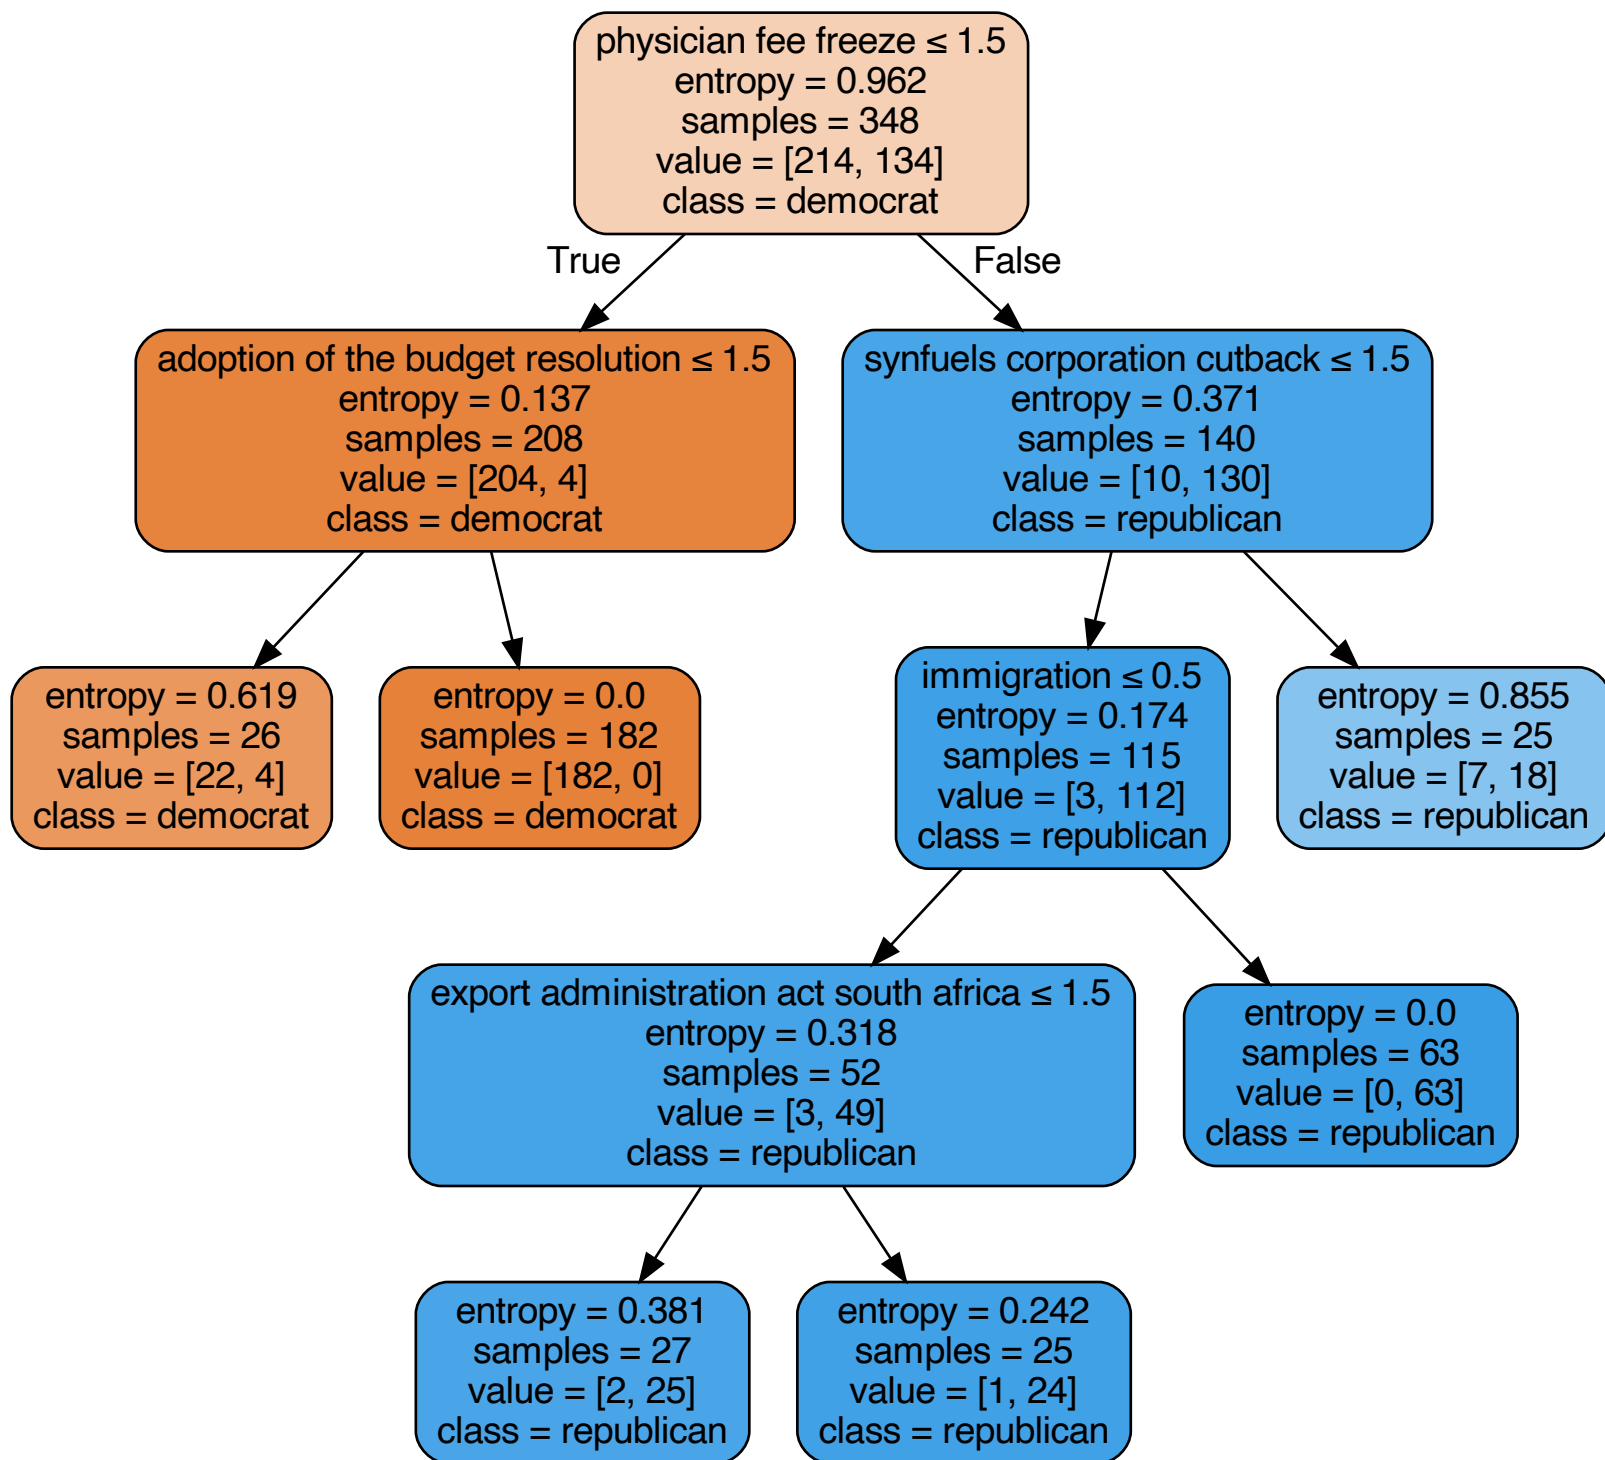 physician fee freeze ≤ 1.5
entropy = 0.962
samples = 348
value = [214, 134]
class = democrat
True
False
adoption of the budget resolution ≤ 1.5
entropy = 0.137
samples = 208
value = [204, 4]
class = democrat
synfuels corporation cutback ≤ 1.5
entropy = 0.371
samples = 140
value = [10, 130]
class = republican
entropy = 0.619
samples = 26
value = [22, 4]
class = democrat
entropy = 0.0
samples = 182
value = [182, 0]
class = democrat
immigration ≤ 0.5
entropy = 0.174
samples = 115
value = [3, 112]
class = republican
entropy = 0.855
samples = 25
value = [7, 18]
class = republican
export administration act south africa ≤ 1.5
entropy = 0.318
samples = 52
value = [3, 49]
class = republican
entropy = 0.0
samples = 63
value = [0, 63]
class = republican
entropy = 0.381
samples = 27
value = [2, 25]
class = republican
entropy = 0.242
samples = 25
value = [1, 24]
class = republican